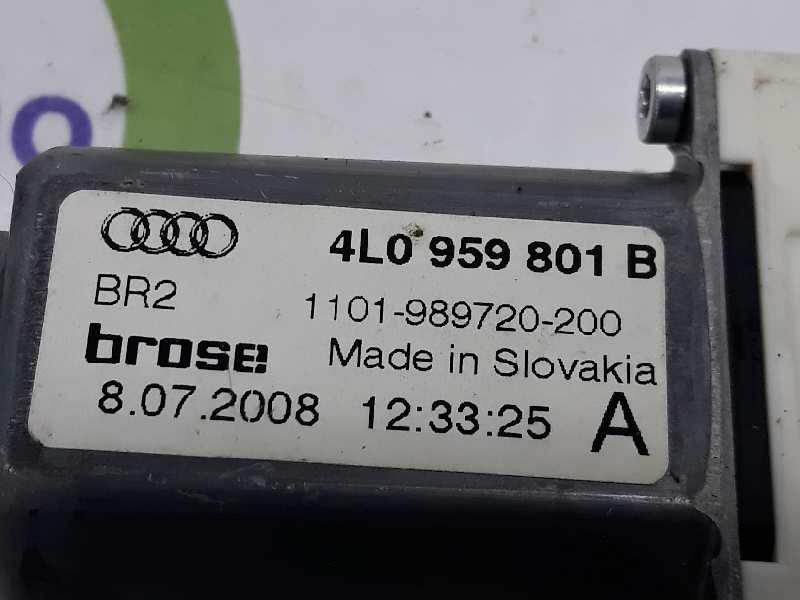 4L0 959 801 B
BR2 1101-989720-200
brose Made in Slovakia
8.07.2008 12:33:25 A